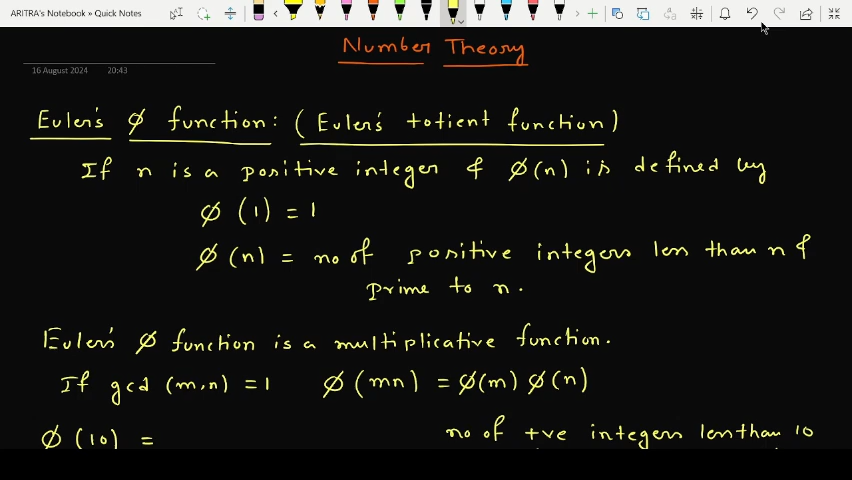 ARITRA's Notebook » Quick Notes
Number Theory
16 August 2024 20:43
Euler's φ function: (Euler's totient function)
If n is a positive integer & φ(n) is defined by
φ(1) = 1
φ(n) = no of positive integers less than n &
prime to n.
Euler's φ function is a multiplicative function.
If gcd (m,n) = 1 φ(mn) = φ(m) φ(n)
φ(10) = no of +ve integers less than 10